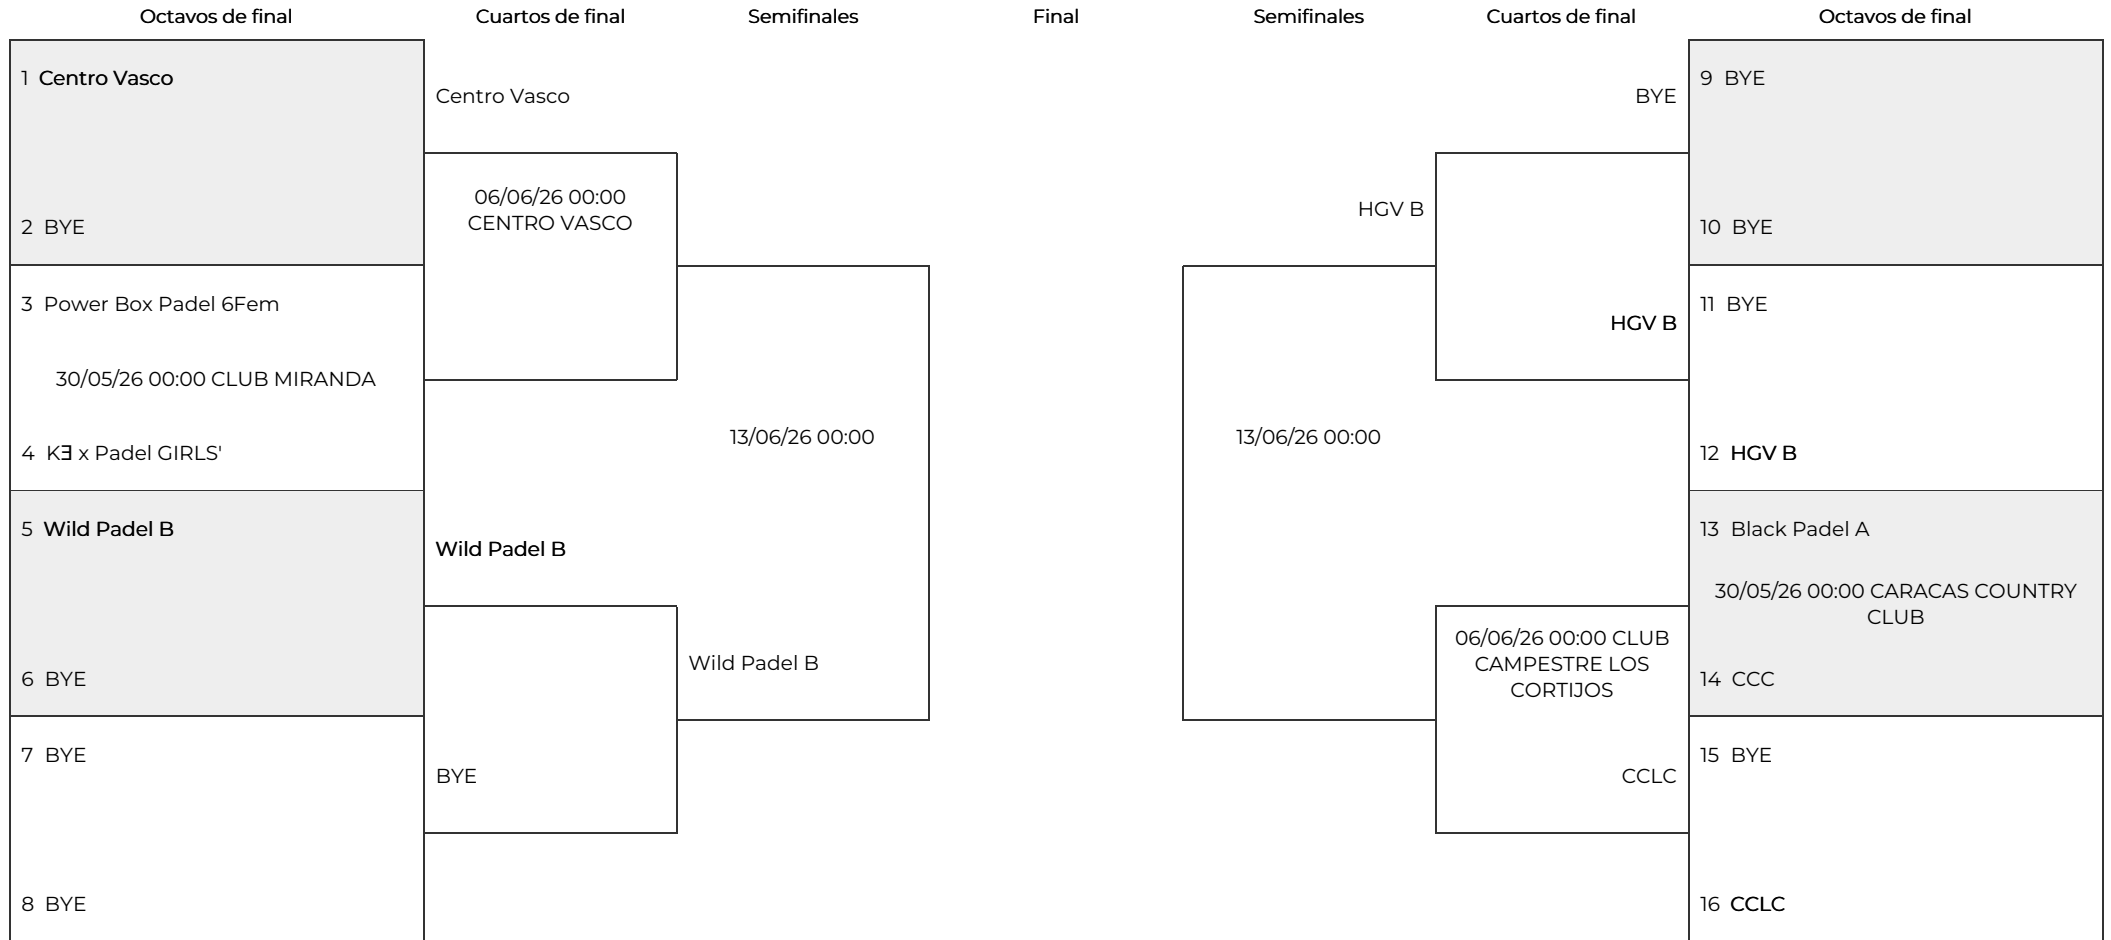 Octavos de final
Cuartos de final
Semifinales
Final
Semifinales
Cuartos de final
Octavos de final
1 Centro Vasco
2 BYE
3 Power Box Padel 6Fem
30/05/26 00:00 CLUB MIRANDA
4 KƎ x Padel GIRLS'
5 Wild Padel B
6 BYE
7 BYE
8 BYE
Centro Vasco
06/06/26 00:00
CENTRO VASCO
Wild Padel B
BYE
13/06/26 00:00
Wild Padel B
HGV B
13/06/26 00:00
BYE
HGV B
06/06/26 00:00 CLUB
CAMPESTRE LOS
CORTIJOS
CCLC
9 BYE
10 BYE
11 BYE
12 HGV B
13 Black Padel A
30/05/26 00:00 CARACAS COUNTRY
CLUB
14 CCC
15 BYE
16 CCLC